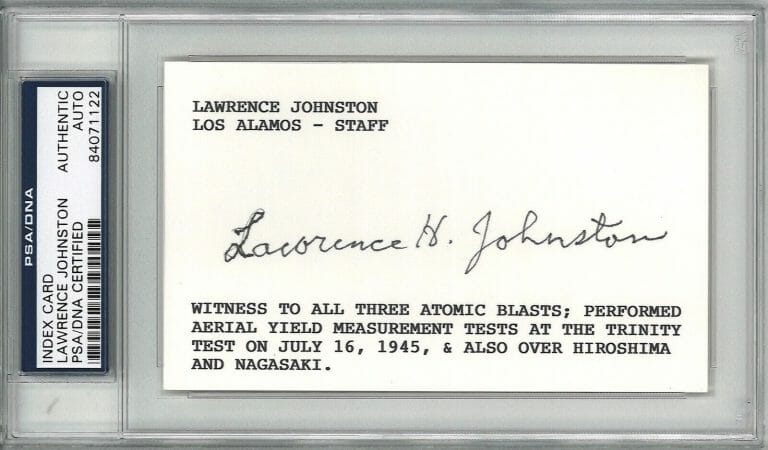 PSA/DNA
INDEX CARD
LAWRENCE JOHNSTON
PSA/DNA CERTIFIED
AUTHENTIC
AUTO
84071122
LAWRENCE JOHNSTON
LOS ALAMOS - STAFF
Lawrence H. Johnston
WITNESS TO ALL THREE ATOMIC BLASTS; PERFORMED
AERIAL YIELD MEASUREMENT TESTS AT THE TRINITY
TEST ON JULY 16, 1945, & ALSO OVER HIROSHIMA
AND NAGASAKI.